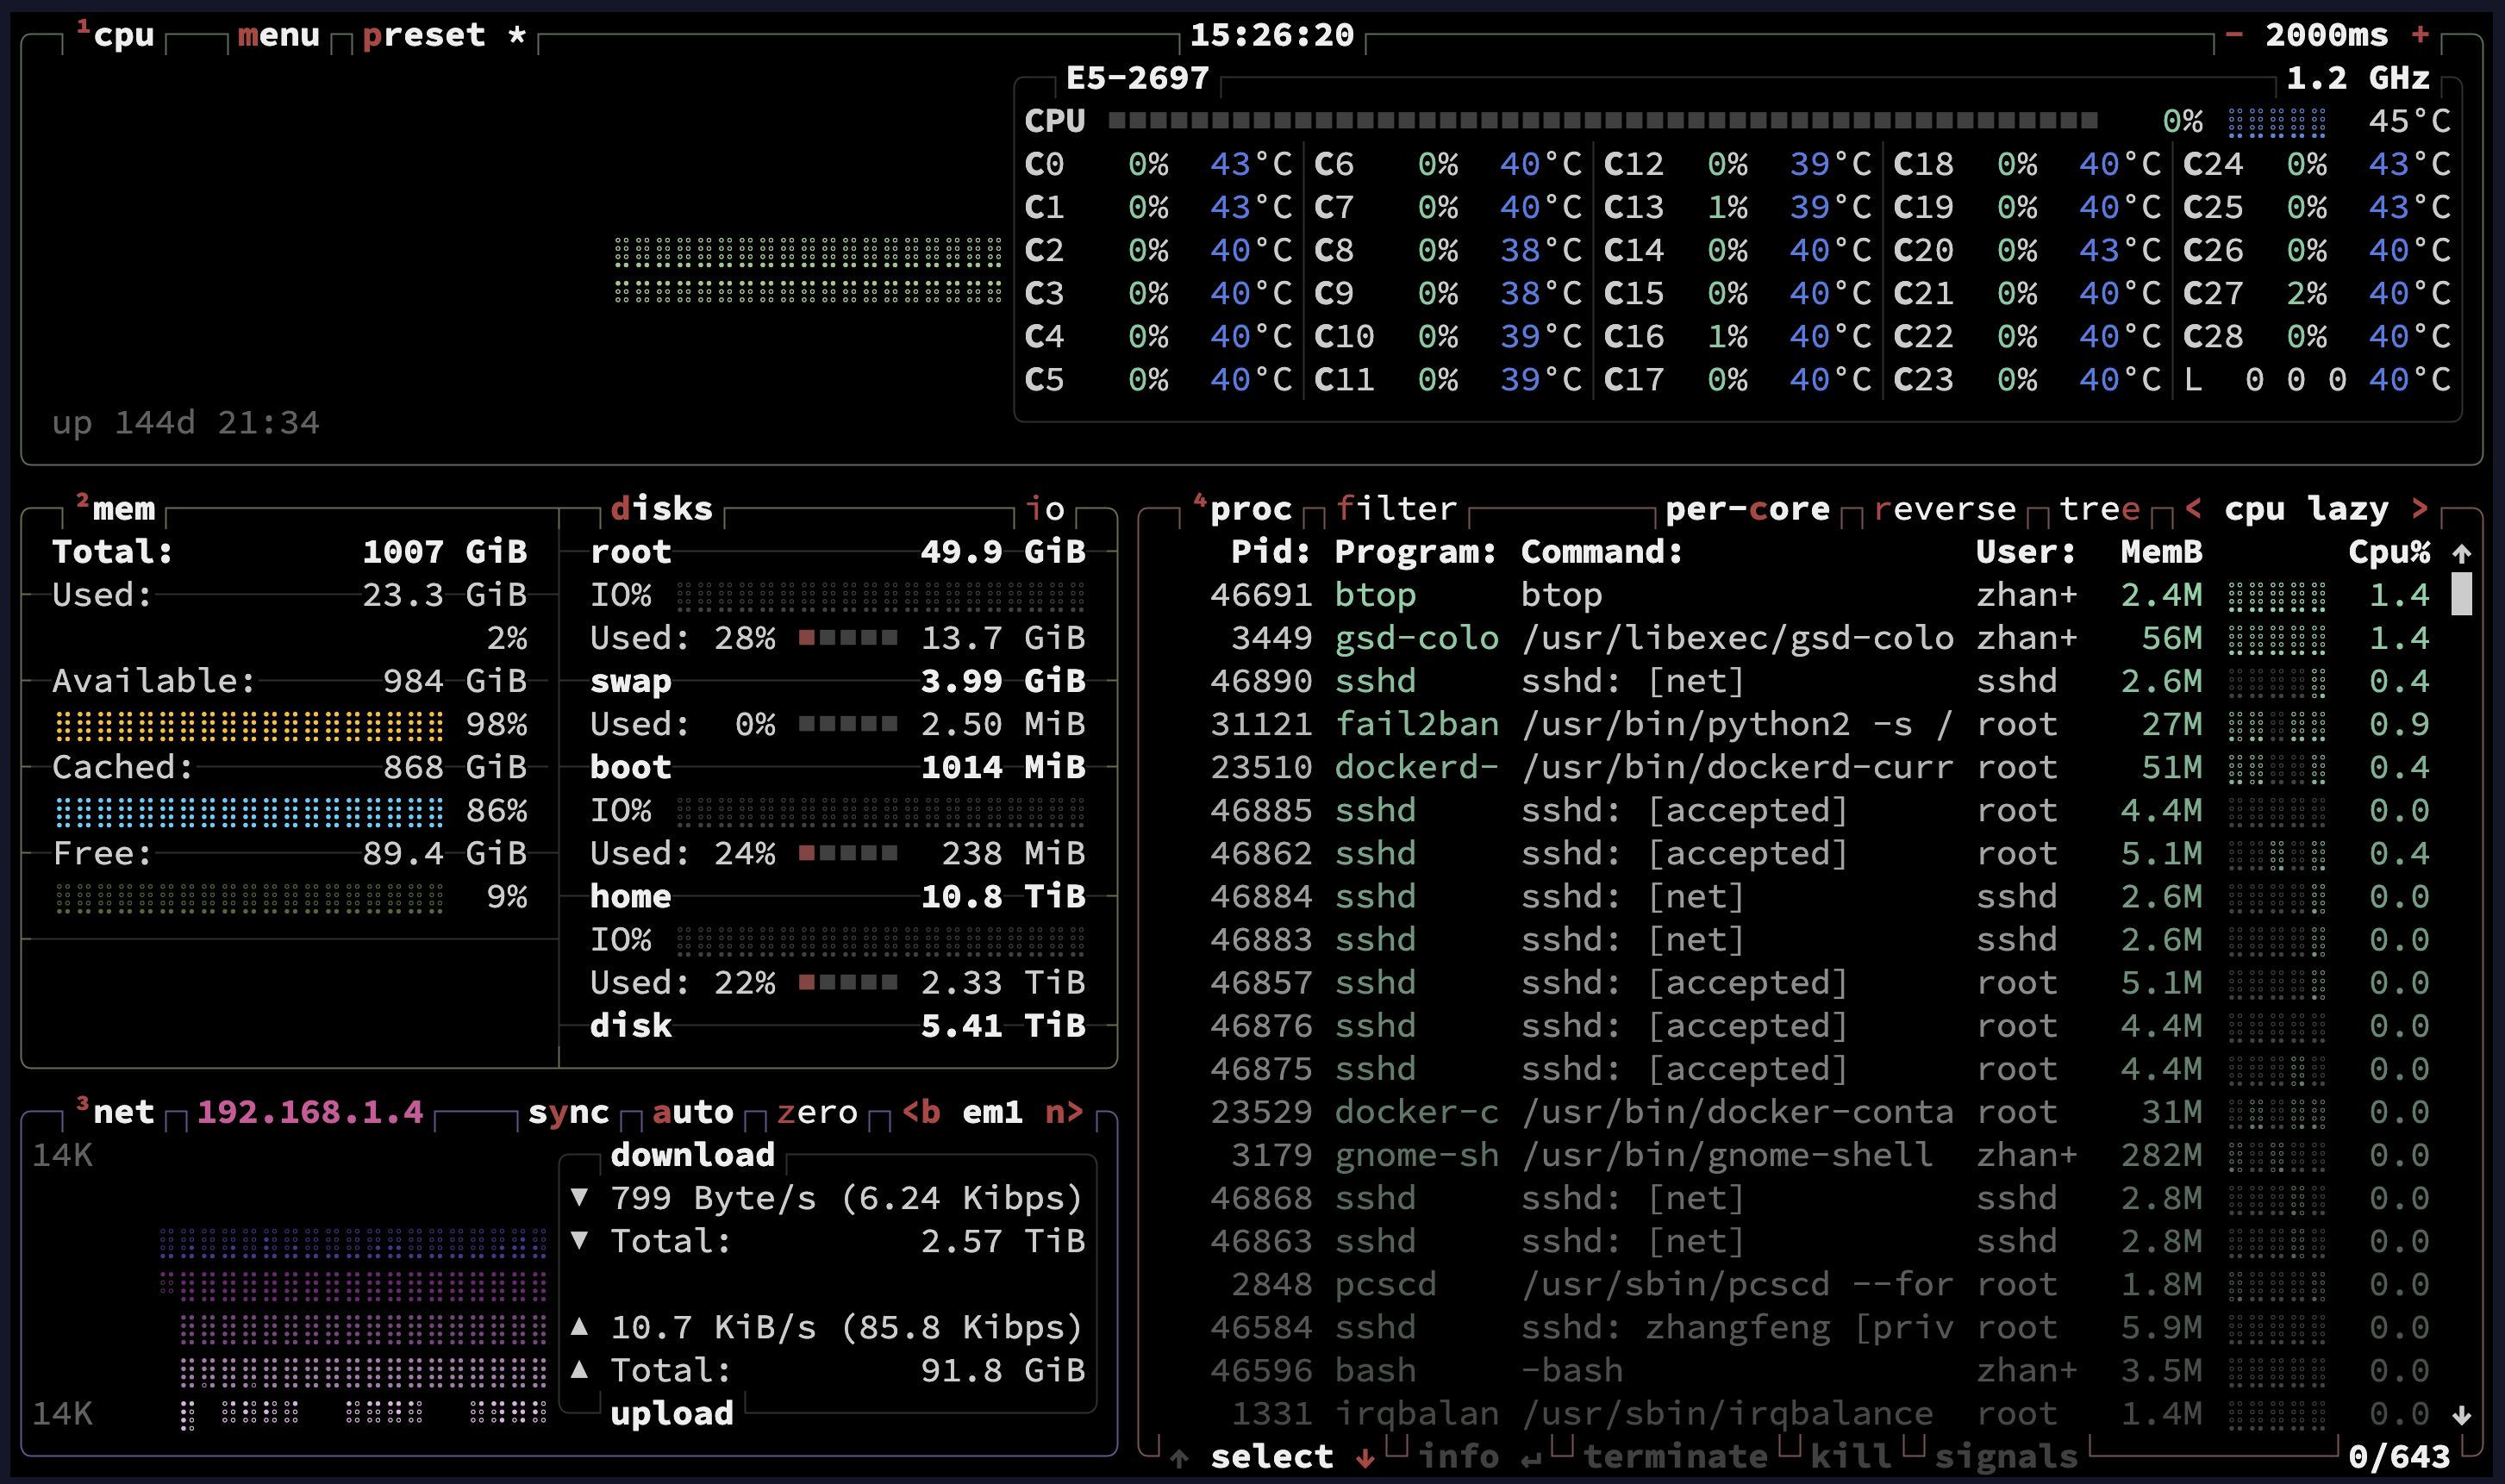 ¹cpu menu preset * 15:26:20 - 2000ms +
E5-2697 1.2 GHz
CPU 0% 45°C
C0 0% 43°C C6 0% 40°C C12 0% 39°C C18 0% 40°C C24 0% 43°C
C1 0% 43°C C7 0% 40°C C13 1% 39°C C19 0% 40°C C25 0% 43°C
C2 0% 40°C C8 0% 38°C C14 0% 40°C C20 0% 43°C C26 0% 40°C
C3 0% 40°C C9 0% 38°C C15 0% 40°C C21 0% 40°C C27 2% 40°C
C4 0% 40°C C10 0% 39°C C16 1% 40°C C22 0% 40°C C28 0% 40°C
C5 0% 40°C C11 0% 39°C C17 0% 40°C C23 0% 40°C L 0 0 0 40°C
up 144d 21:34
²mem
Total: 1007 GiB
Used: 23.3 GiB
2%
Available: 984 GiB
98%
Cached: 868 GiB
86%
Free: 89.4 GiB
9%
disks io
root 49.9 GiB
IO%
Used: 28% 13.7 GiB
swap 3.99 GiB
Used: 0% 2.50 MiB
boot 1014 MiB
IO%
Used: 24% 238 MiB
home 10.8 TiB
IO%
Used: 22% 2.33 TiB
disk 5.41 TiB
³net 192.168.1.4 sync auto zero <b em1 n>
14K
download
▼ 799 Byte/s (6.24 Kibps)
▼ Total: 2.57 TiB
▲ 10.7 KiB/s (85.8 Kibps)
▲ Total: 91.8 GiB
14K
upload
⁴proc filter per-core reverse tree < cpu lazy >
Pid: Program: Command: User: MemB Cpu% ↑
46691 btop btop zhan+ 2.4M 1.4
3449 gsd-colo /usr/libexec/gsd-colo zhan+ 56M 1.4
46890 sshd sshd: [net] sshd 2.6M 0.4
31121 fail2ban /usr/bin/python2 -s / root 27M 0.9
23510 dockerd- /usr/bin/dockerd-curr root 51M 0.4
46885 sshd sshd: [accepted] root 4.4M 0.0
46862 sshd sshd: [accepted] root 5.1M 0.4
46884 sshd sshd: [net] sshd 2.6M 0.0
46883 sshd sshd: [net] sshd 2.6M 0.0
46857 sshd sshd: [accepted] root 5.1M 0.0
46876 sshd sshd: [accepted] root 4.4M 0.0
46875 sshd sshd: [accepted] root 4.4M 0.0
23529 docker-c /usr/bin/docker-conta root 31M 0.0
3179 gnome-sh /usr/bin/gnome-shell zhan+ 282M 0.0
46868 sshd sshd: [net] sshd 2.8M 0.0
46863 sshd sshd: [net] sshd 2.8M 0.0
2848 pcscd /usr/sbin/pcscd --for root 1.8M 0.0
46584 sshd sshd: zhangfeng [priv root 5.9M 0.0
46596 bash -bash zhan+ 3.5M 0.0
1331 irqbalan /usr/sbin/irqbalance root 1.4M 0.0 ↓
↑ select ↓ info ↵ terminate kill signals 0/643